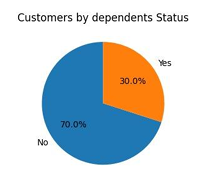 Customers by dependents Status
Yes
30.0%
70.0%
No